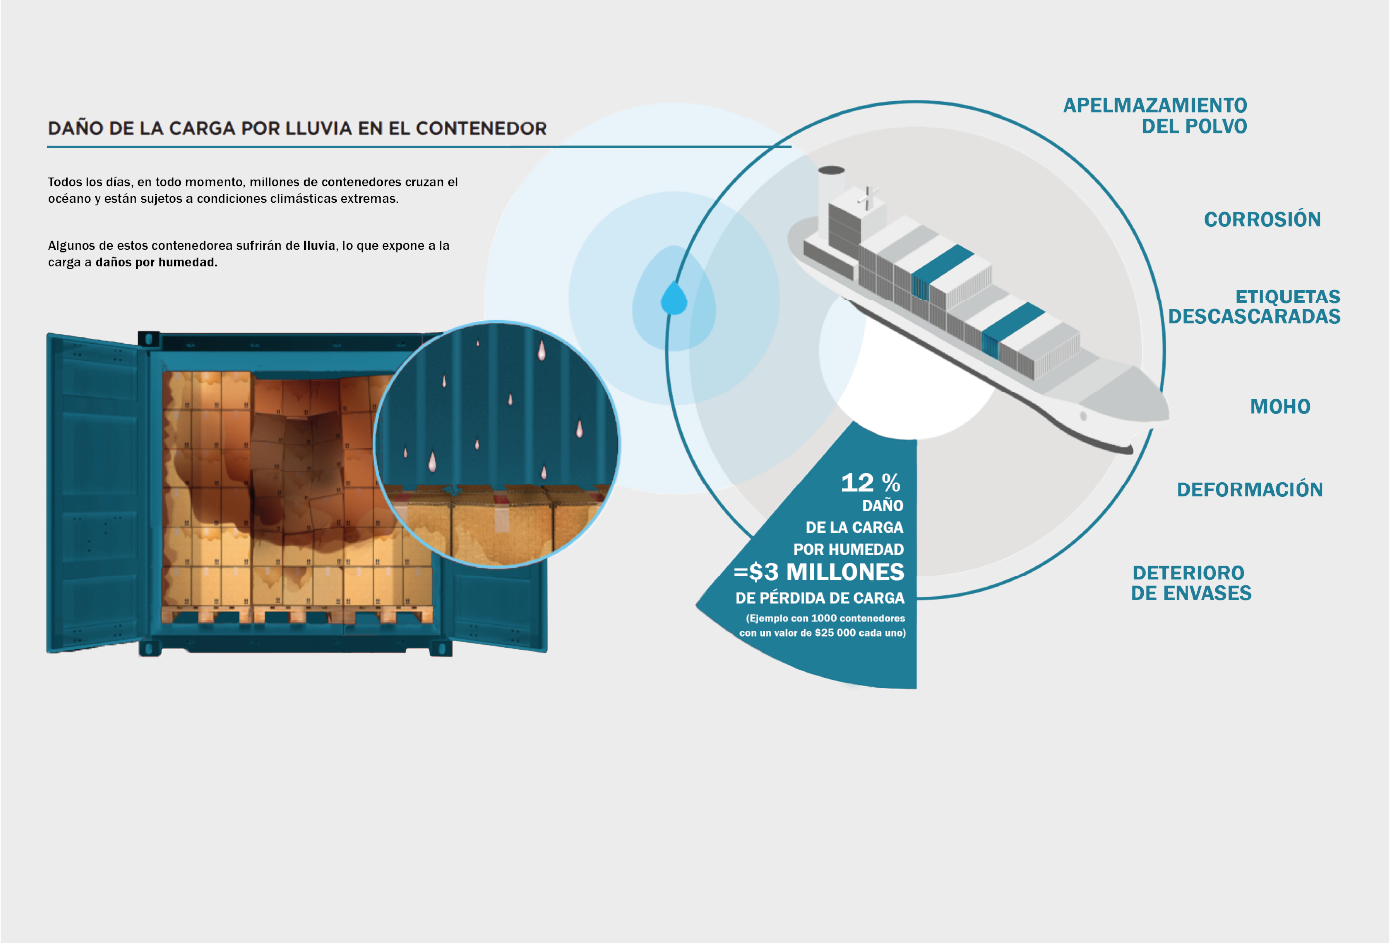 DAÑO DE LA CARGA POR LLUVIA EN EL CONTENEDOR
Todos los días, en todo momento, millones de contenedores cruzan el
océano y están sujetos a condiciones climásticas extremas.
Algunos de estos contenedorea sufrirán de lluvia, lo que expone a la
carga a daños por humedad.
APELMAZAMIENTO
DEL POLVO
CORROSIÓN
ETIQUETAS
DESCASCARADAS
MOHO
DEFORMACIÓN
DETERIORO
DE ENVASES
12 %
DAÑO
DE LA CARGA
POR HUMEDAD
=$3 MILLONES
DE PÉRDIDA DE CARGA
(Ejemplo con 1000 contenedores
con un valor de $25 000 cada uno)